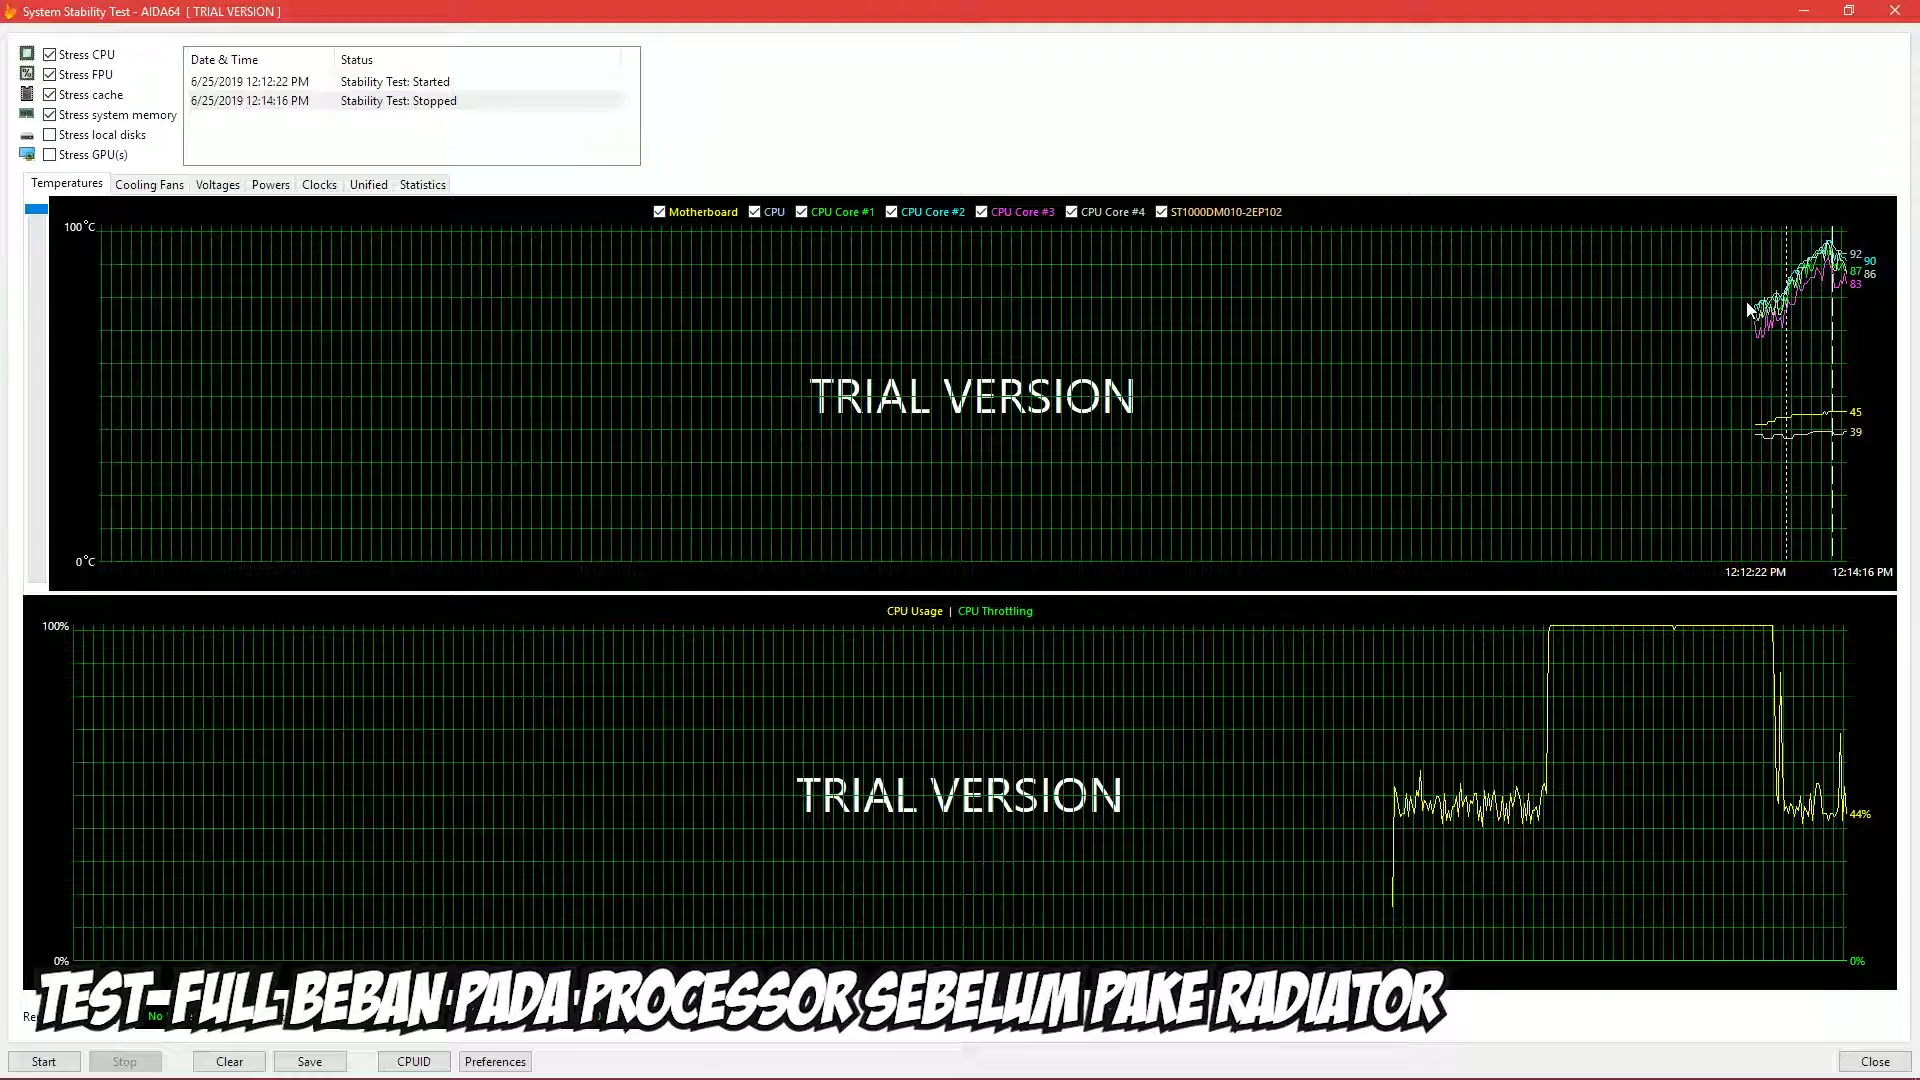 System Stability Test - AIDA64 [ TRIAL VERSION ]
Stress CPU
Stress FPU
Stress cache
Stress system memory
Stress local disks
Stress GPU(s)
Date & Time Status
6/25/2019 12:12:22 PM Stability Test: Started
6/25/2019 12:14:16 PM Stability Test: Stopped
Temperatures Cooling Fans Voltages Powers Clocks Unified Statistics
Motherboard CPU CPU Core #1 CPU Core #2 CPU Core #3 CPU Core #4 ST1000DM010-2EP102
100°C
92 90
87 86
83
TRIAL VERSION
45
39
0°C
12:12:22 PM 12:14:16 PM
CPU Usage | CPU Throttling
100%
TRIAL VERSION
44%
0% 0%
TEST FULL BEBAN PADA PROCESSOR SEBELUM PAKE RADIATOR
No
Start Stop Clear Save CPUID Preferences Close